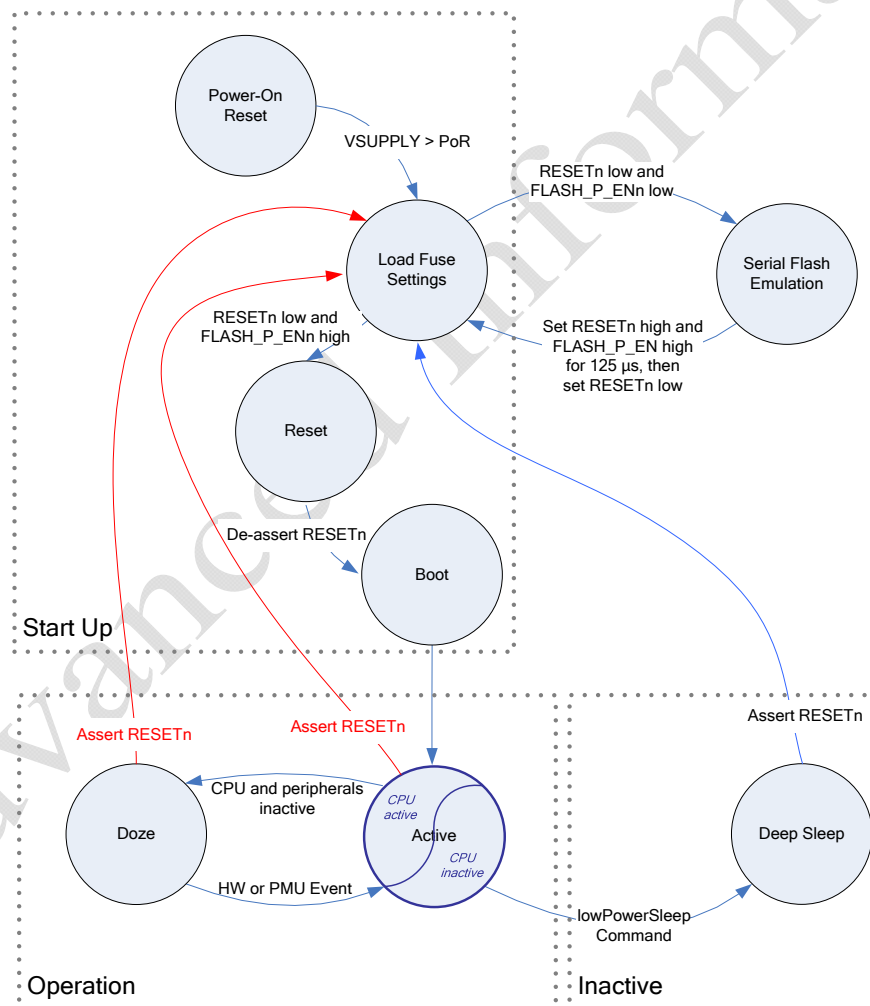 Power-On
Reset
VSUPPLY > PoR
RESETn low and
FLASH_P_ENn low
Load Fuse
Settings
Serial Flash
Emulation
RESETn low and
FLASH_P_ENn high
Set RESETn high and
FLASH_P_EN high
for 125 µs, then
set RESETn low
Reset
De-assert RESETn
Boot
Start Up
Assert RESETn
Assert RESETn
Assert RESETn
CPU and peripherals
inactive
CPU
active
Doze
Active
Deep Sleep
CPU
inactive
HW or PMU Event
lowPowerSleep
Command
Operation
Inactive
Advanced Informa